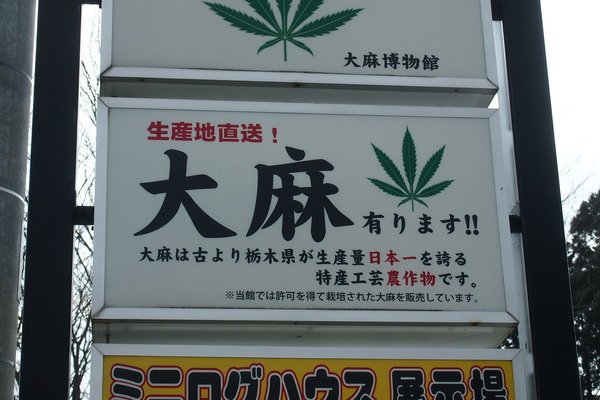 大麻博物館
生産地直送！
大麻有ります!!
大麻は古より栃木県が生産量日本一を誇る
特産工芸農作物です。
※当館では許可を得て栽培された大麻を販売しています。
ミニログハウス 展示場